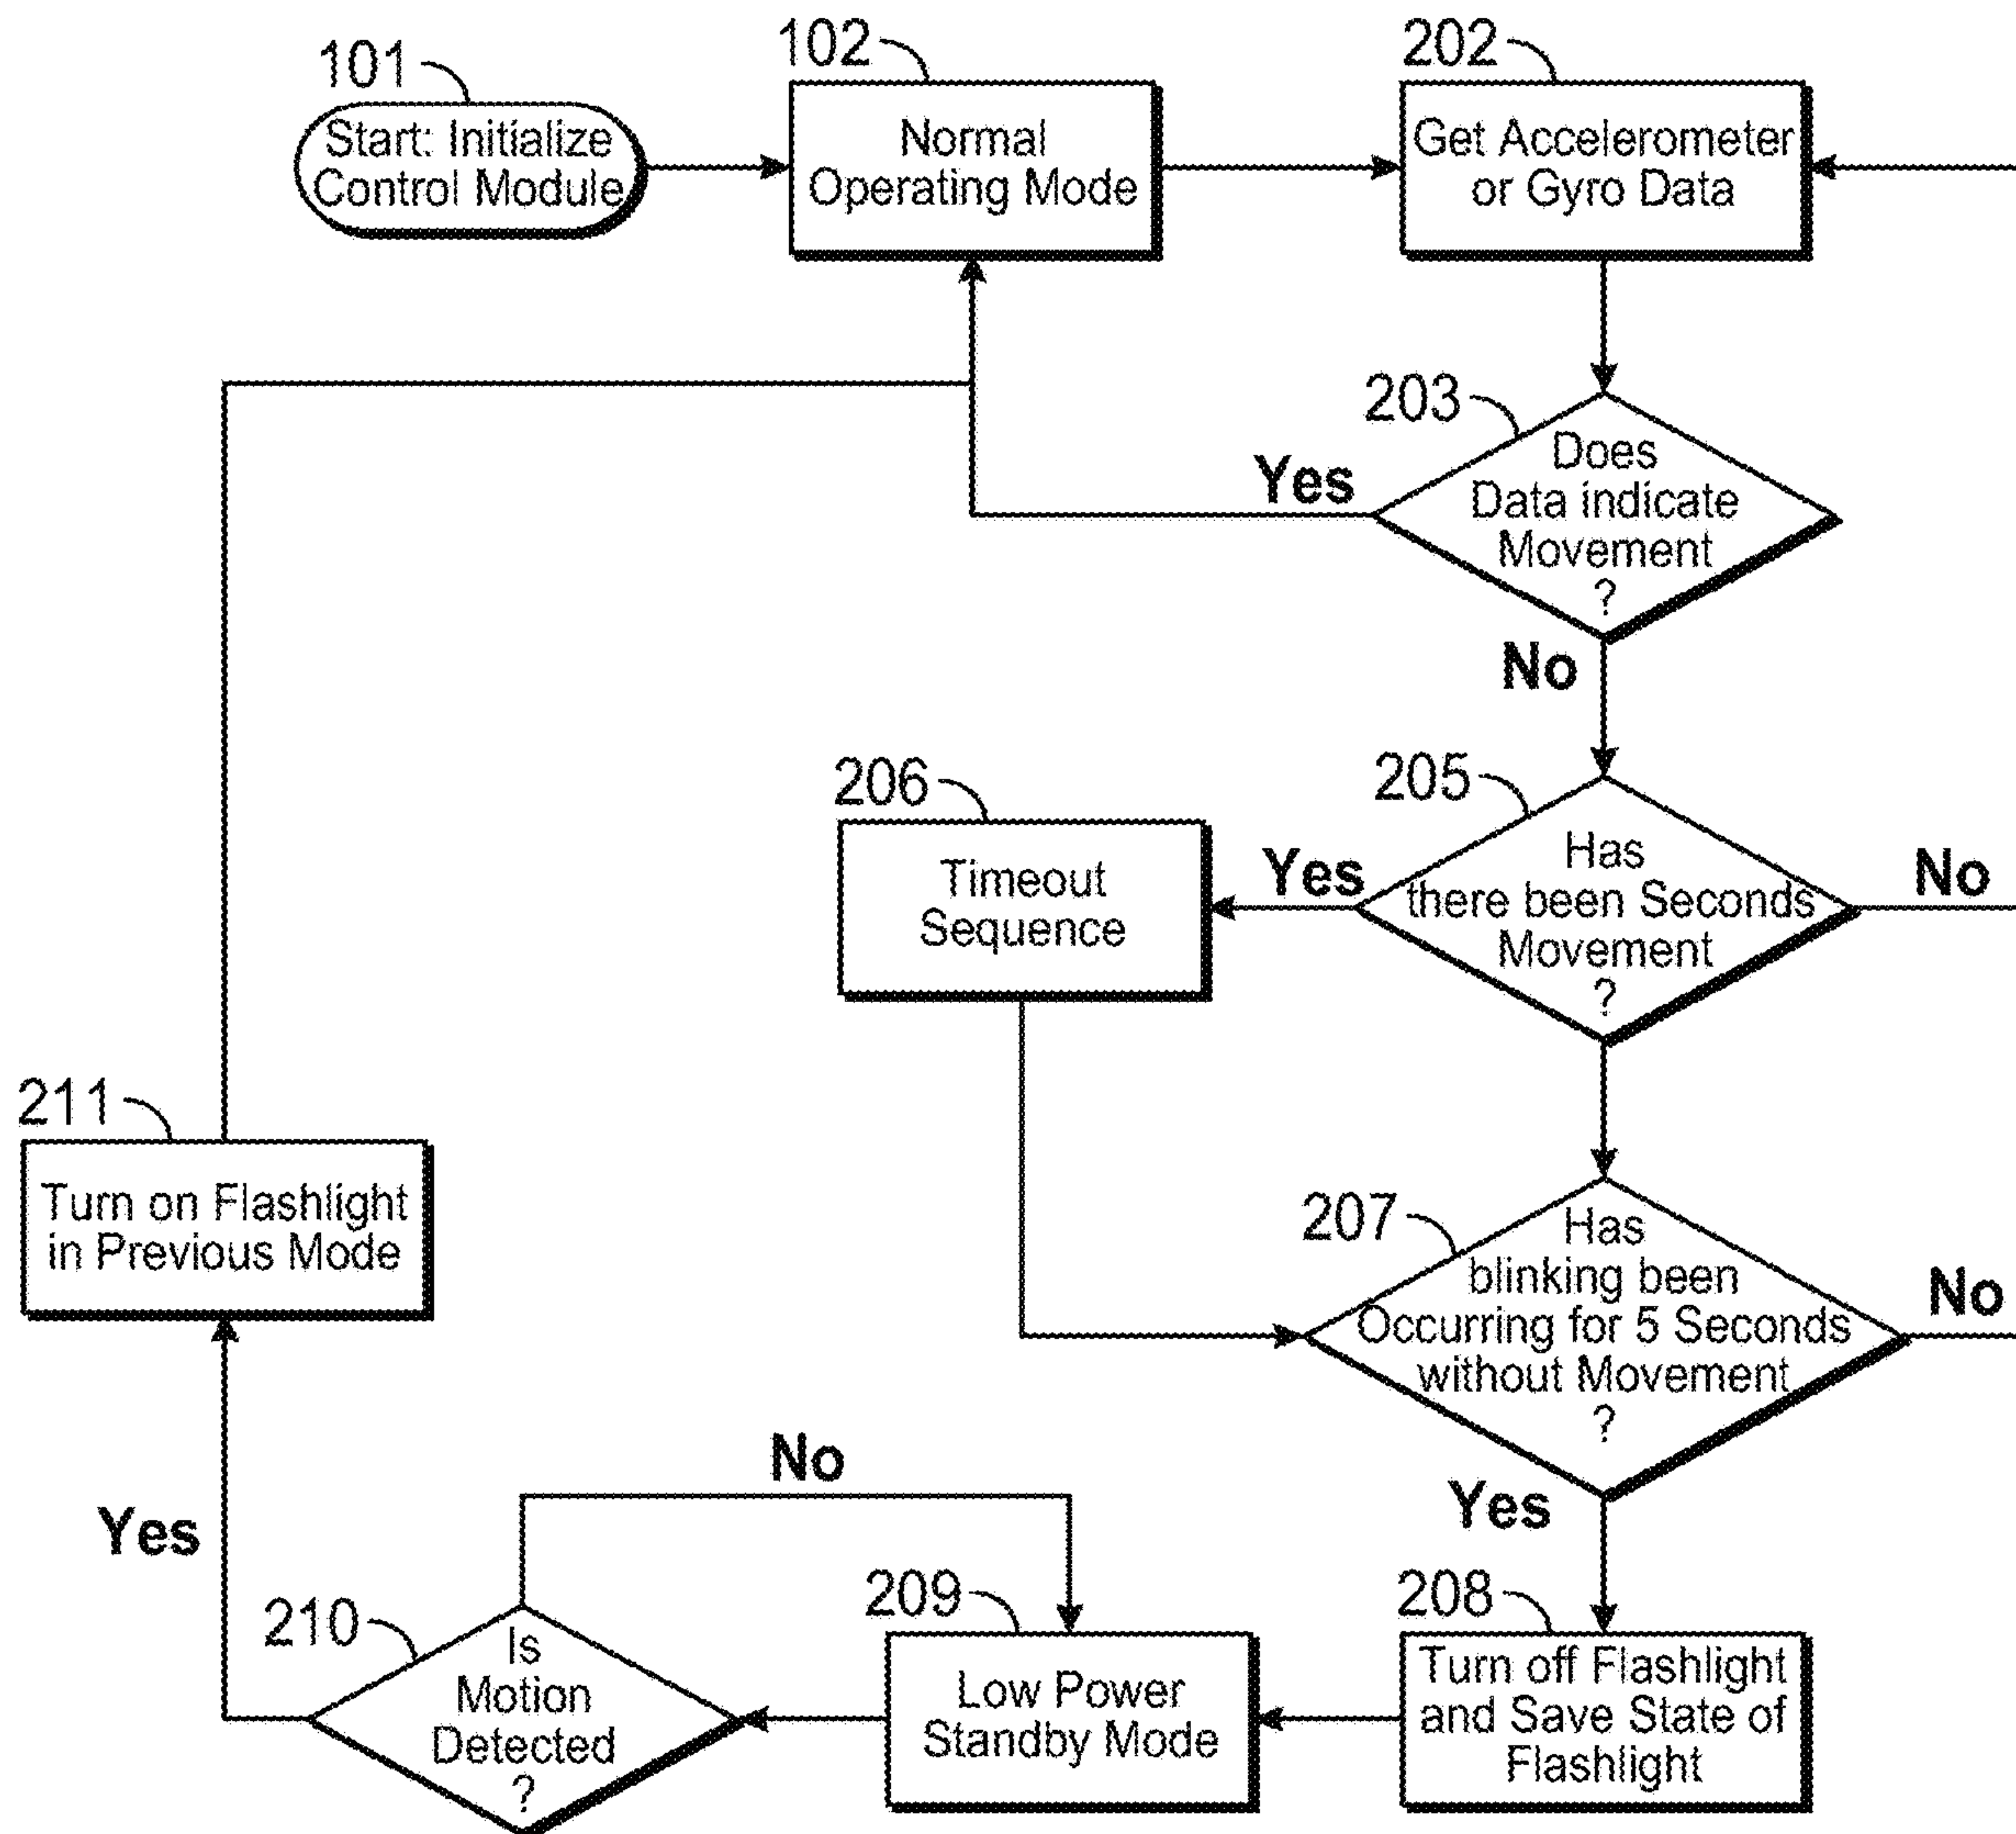 101
Start: Initialize
Control Module
102
Normal
Operating Mode
202
Get Accelerometer
or Gyro Data
203
Does
Data indicate
Movement
?
Yes
No
205
Has
there been Seconds
Movement
?
Yes
No
206
Timeout
Sequence
207
Has
blinking been
Occurring for 5 Seconds
without Movement
?
No
Yes
208
Turn off Flashlight
and Save State of
Flashlight
209
Low Power
Standby Mode
210
Is
Motion
Detected
?
No
Yes
211
Turn on Flashlight
in Previous Mode